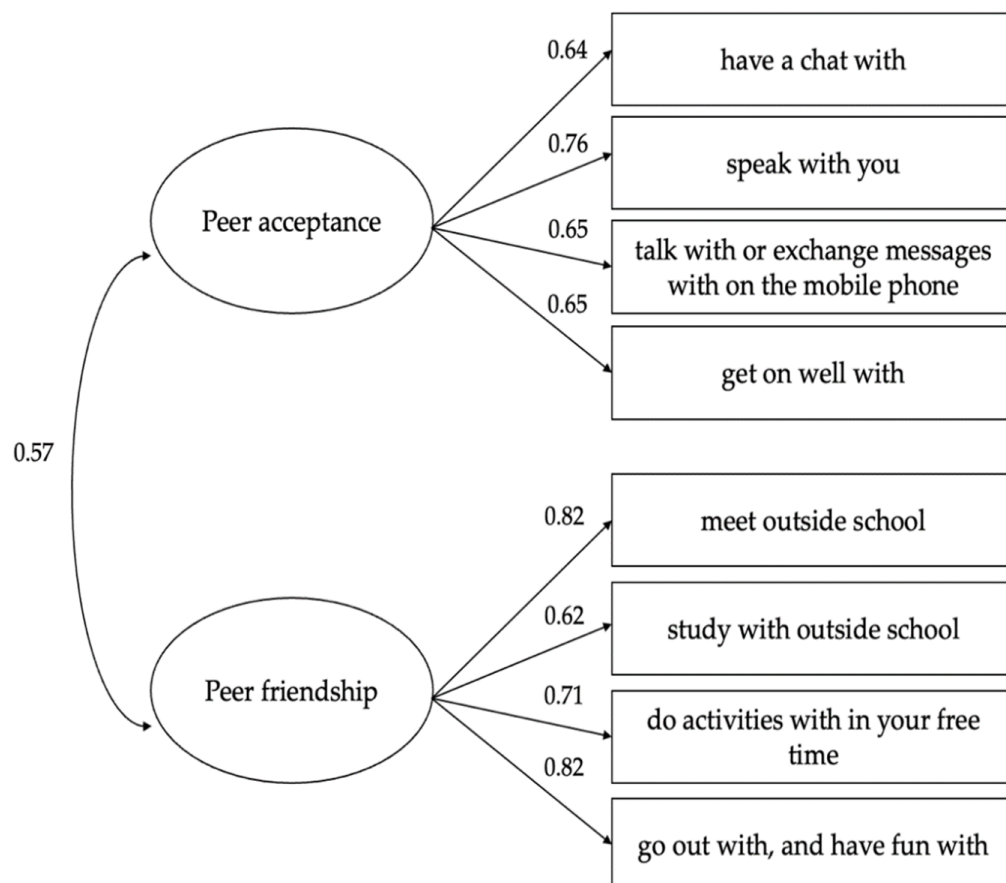 0.64
have a chat with
0.76
speak with you
Peer acceptance
0.65
talk with or exchange messages
with on the mobile phone
0.65
get on well with
0.57
0.82
meet outside school
0.62
study with outside school
Peer friendship
0.71
do activities with in your free
time
0.82
go out with, and have fun with